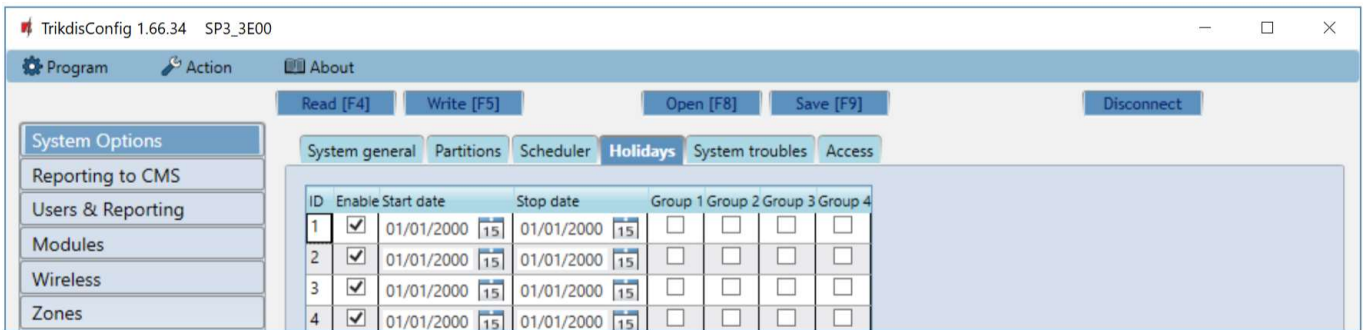 TrikdisConfig 1.66.34 SP3_3E00
Program Action About
Read [F4] Write [F5] Open [F8] Save [F9] Disconnect
System Options
Reporting to CMS
Users & Reporting
Modules
Wireless
Zones
System general Partitions Scheduler Holidays System troubles Access
ID Enable Start date Stop date Group 1 Group 2 Group 3 Group 4
1 01/01/2000 15 01/01/2000 15
2 01/01/2000 15 01/01/2000 15
3 01/01/2000 15 01/01/2000 15
4 01/01/2000 15 01/01/2000 15